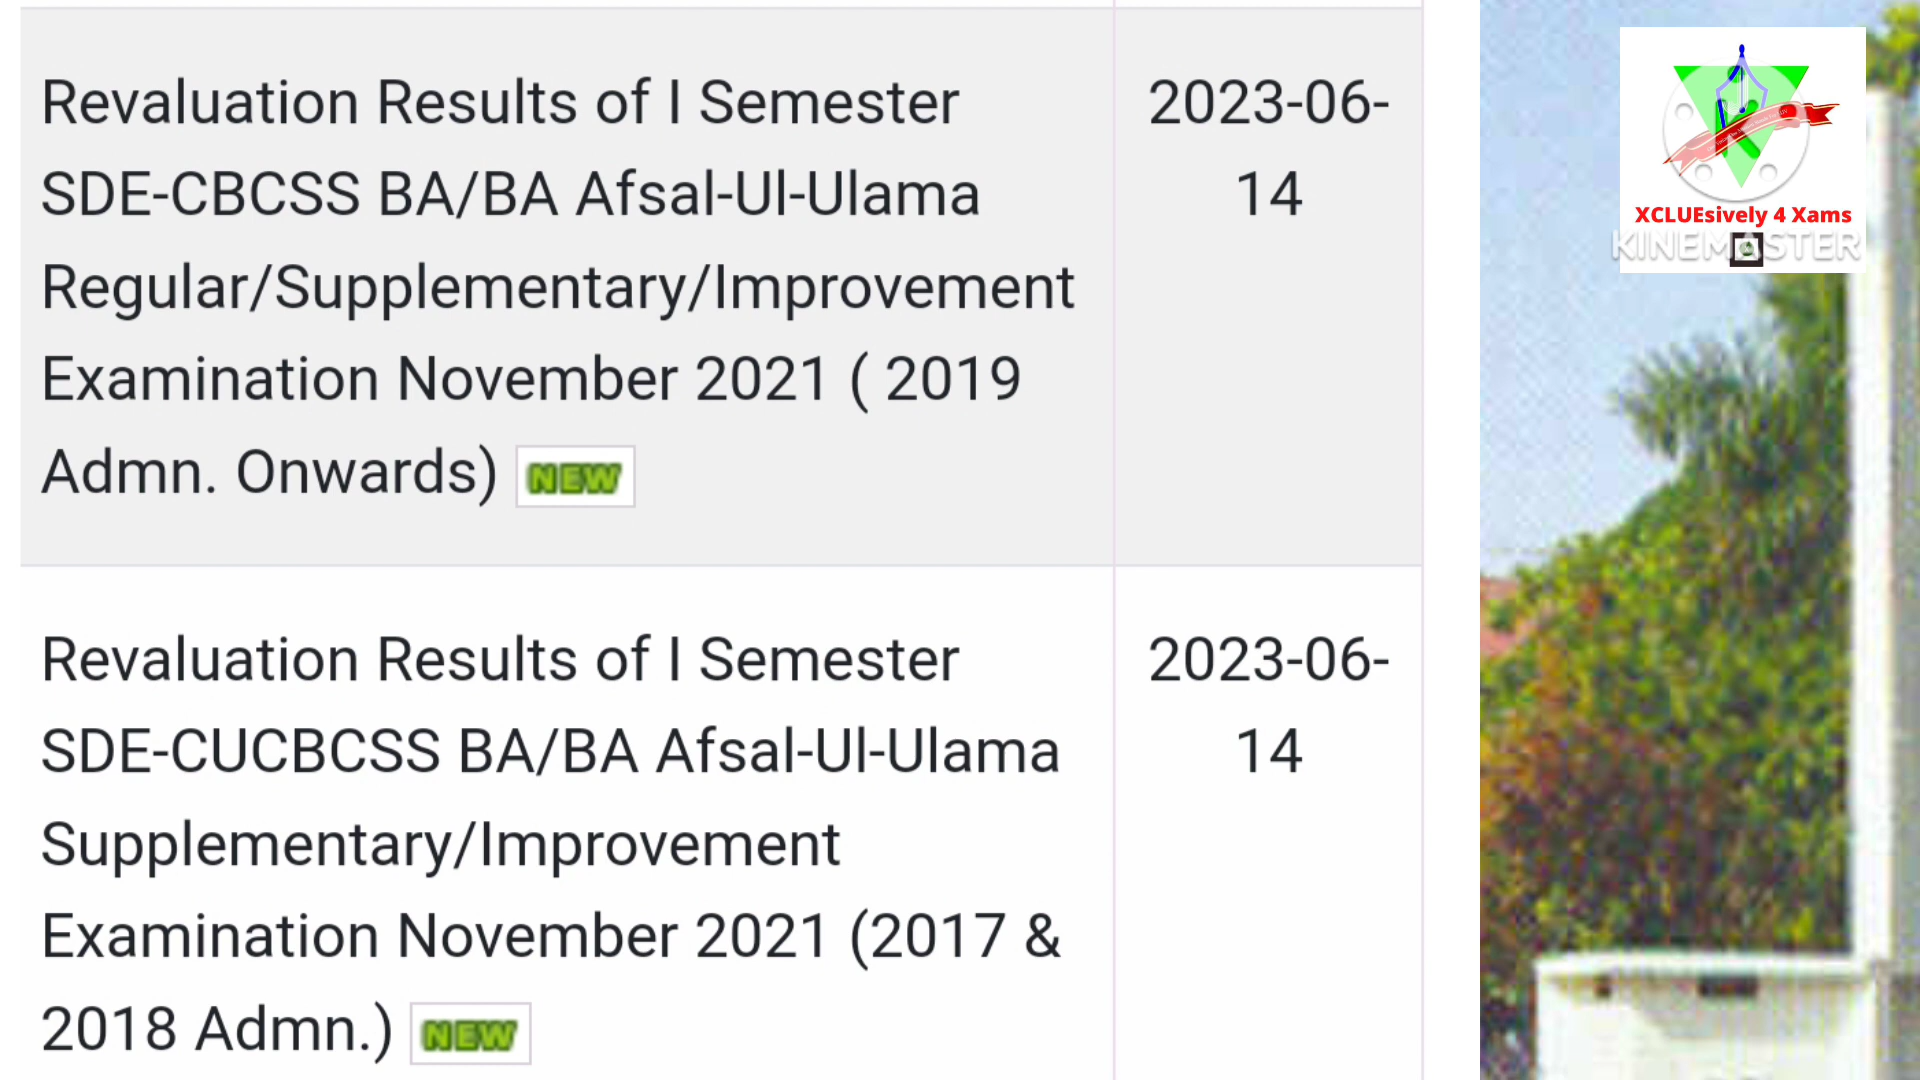 Revaluation Results of I Semester
SDE-CBCSS BA/BA Afsal-Ul-Ulama
Regular/Supplementary/Improvement
Examination November 2021 ( 2019
Admn. Onwards) NEW
2023-06-
14
Revaluation Results of I Semester
SDE-CUCBCSS BA/BA Afsal-Ul-Ulama
Supplementary/Improvement
Examination November 2021 (2017 &
2018 Admn.) NEW
2023-06-
14
XCLUEsively 4 Xams
KINEMASTER